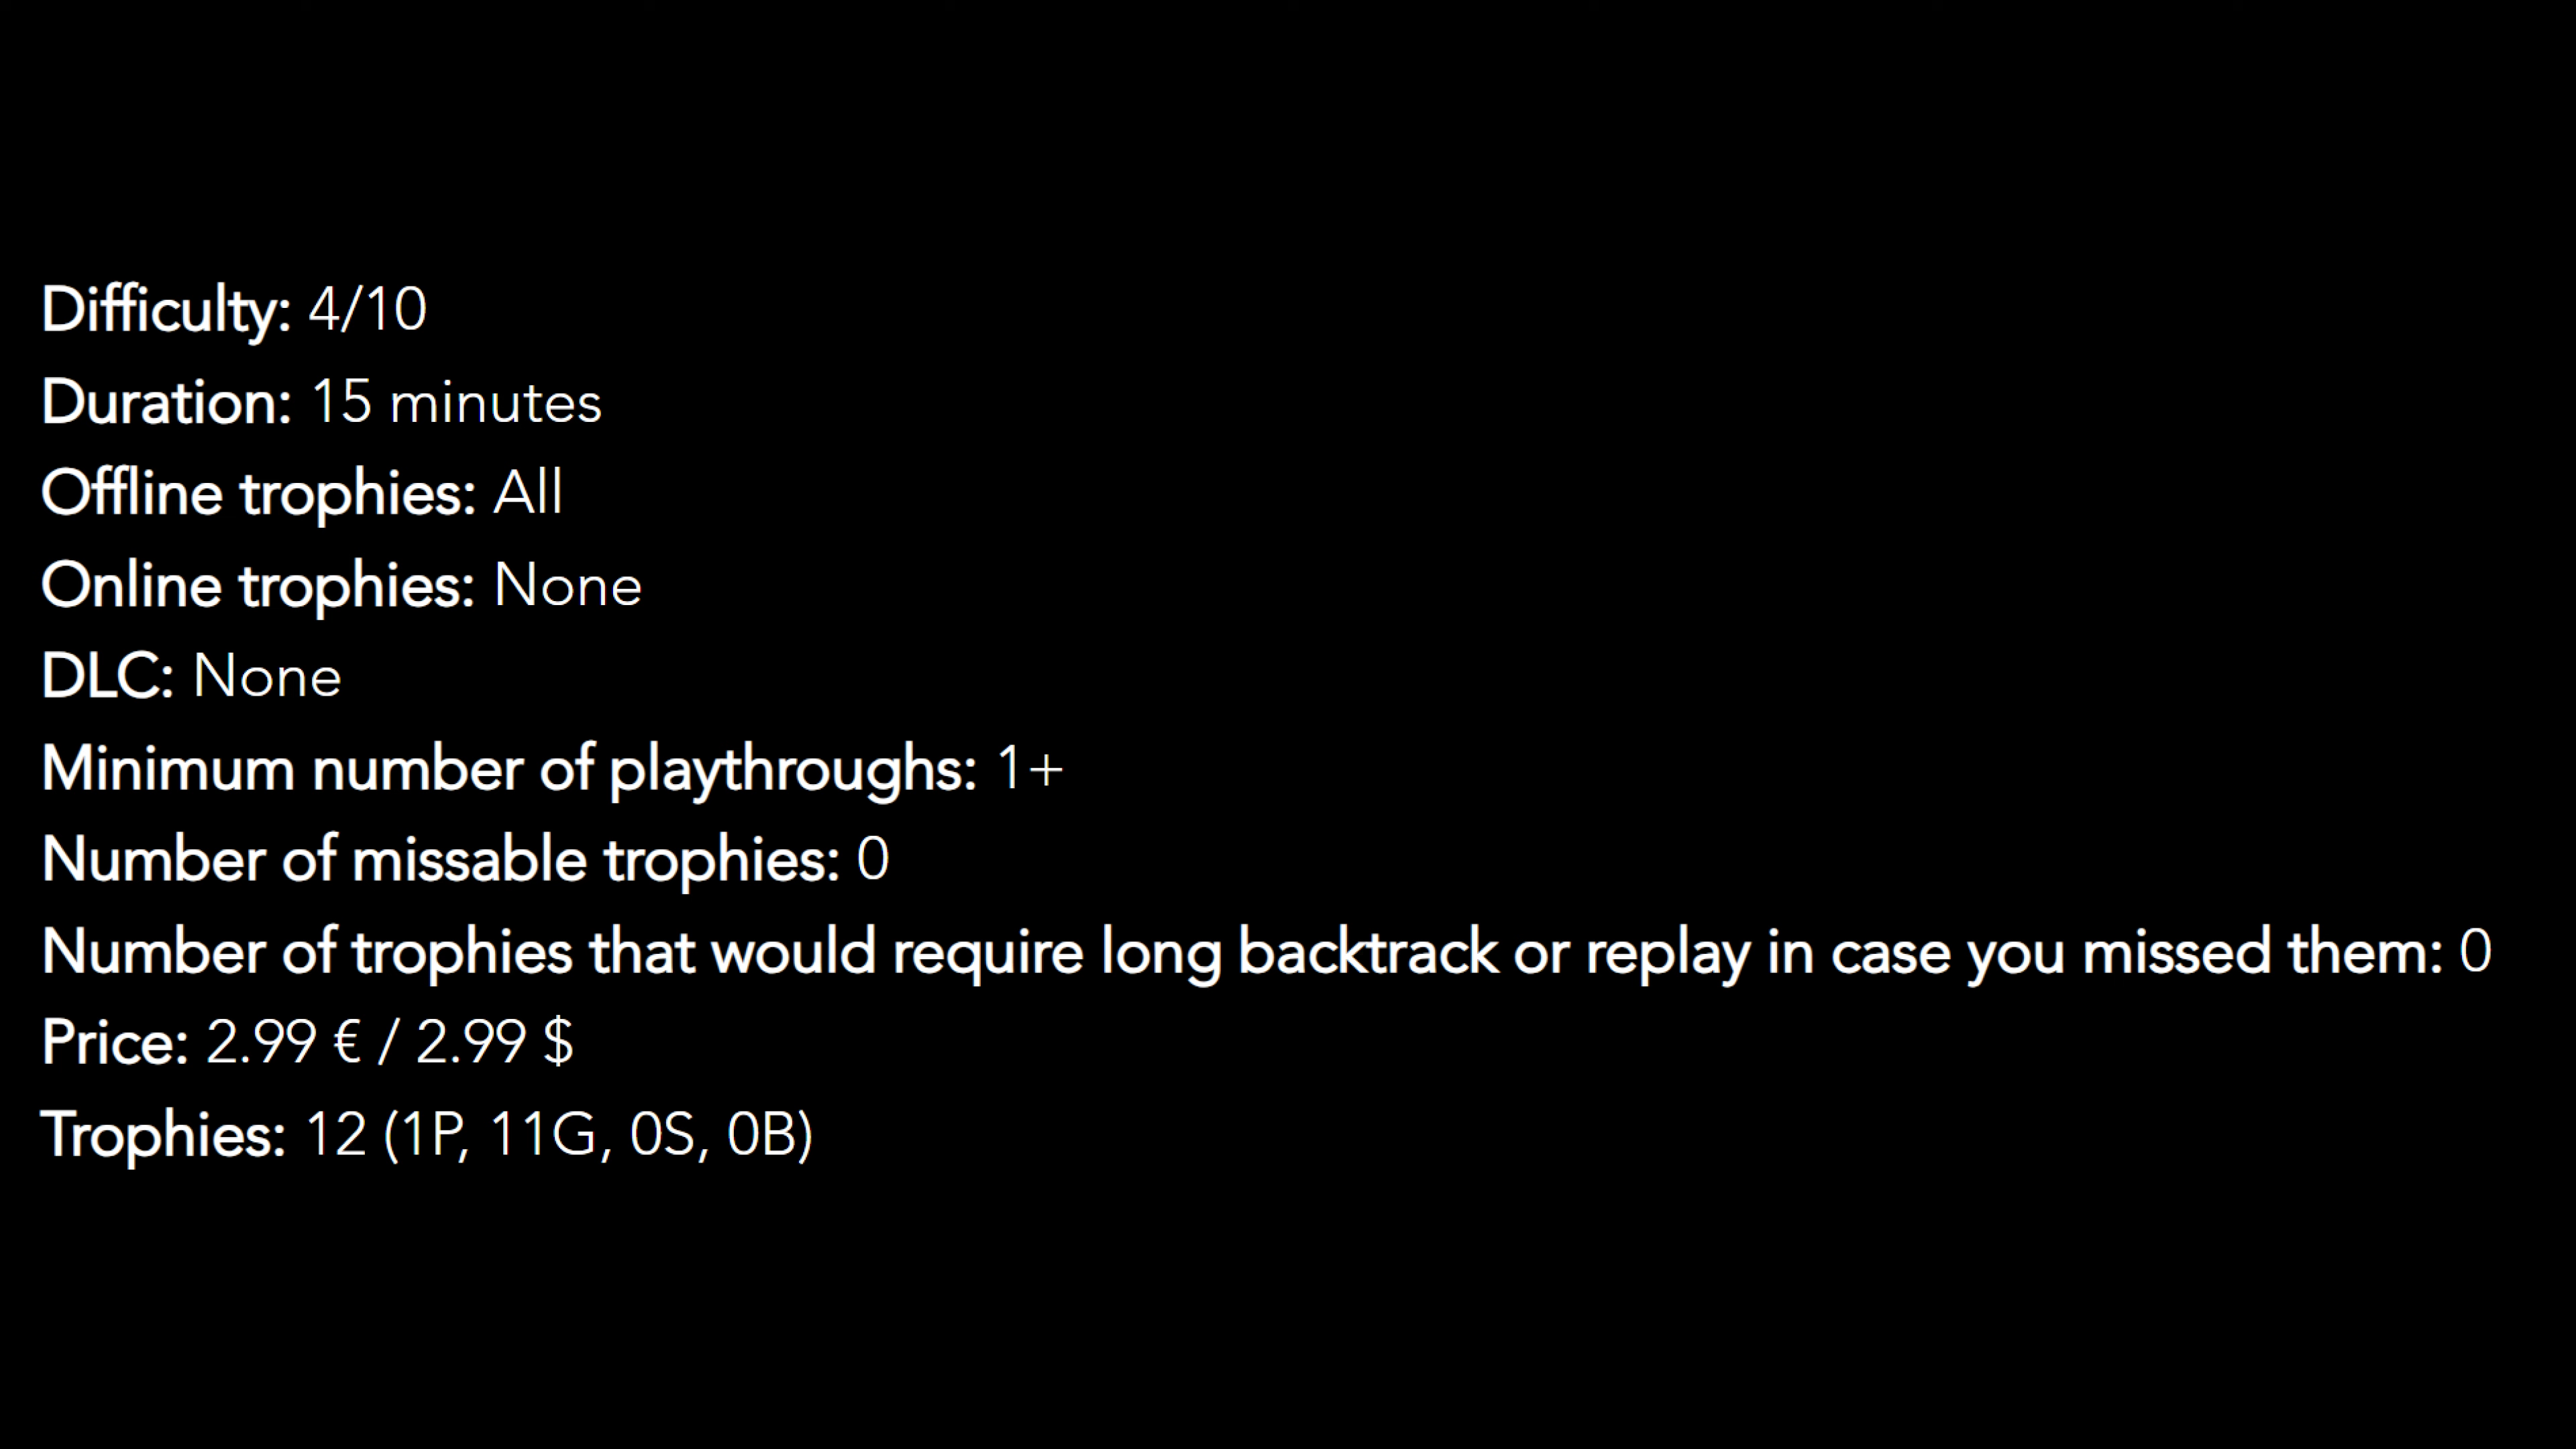 Difficulty: 4/10
Duration: 15 minutes
Offline trophies: All
Online trophies: None
DLC: None
Minimum number of playthroughs: 1+
Number of missable trophies: 0
Number of trophies that would require long backtrack or replay in case you missed them: 0
Price: 2.99 € / 2.99 $
Trophies: 12 (1P, 11G, 0S, 0B)